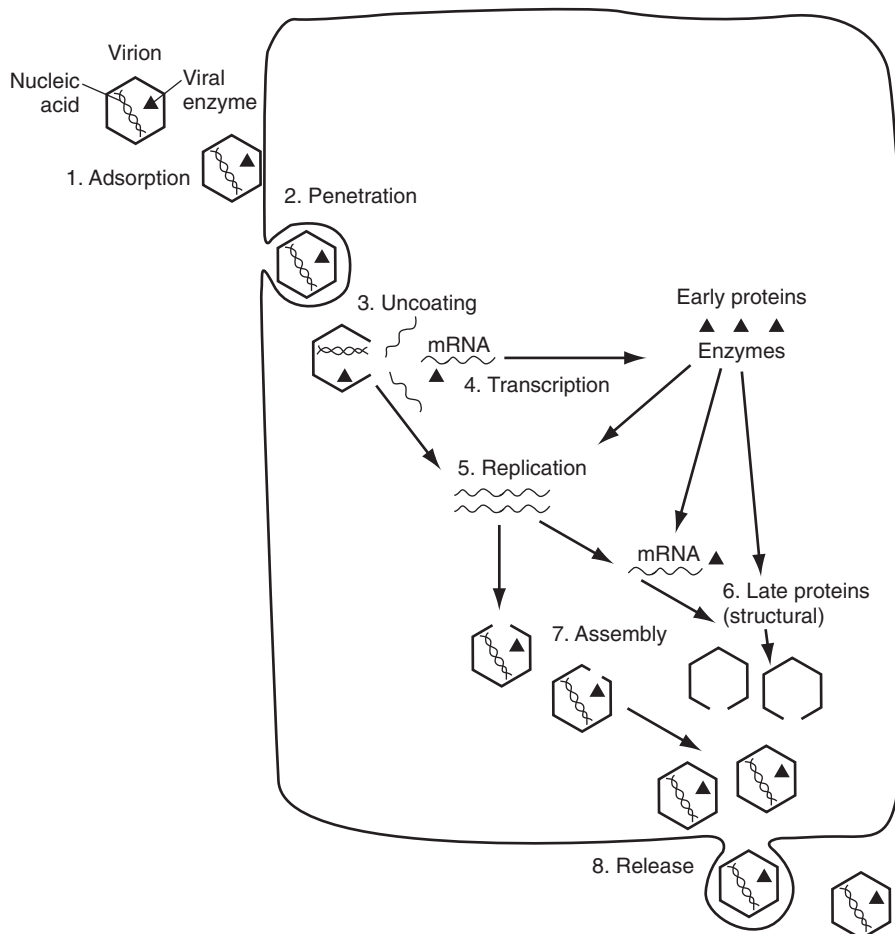 Virion
Nucleic
acid
Viral
enzyme
1. Adsorption
2. Penetration
3. Uncoating
mRNA
4. Transcription
Early proteins
Enzymes
5. Replication
mRNA
6. Late proteins
(structural)
7. Assembly
8. Release